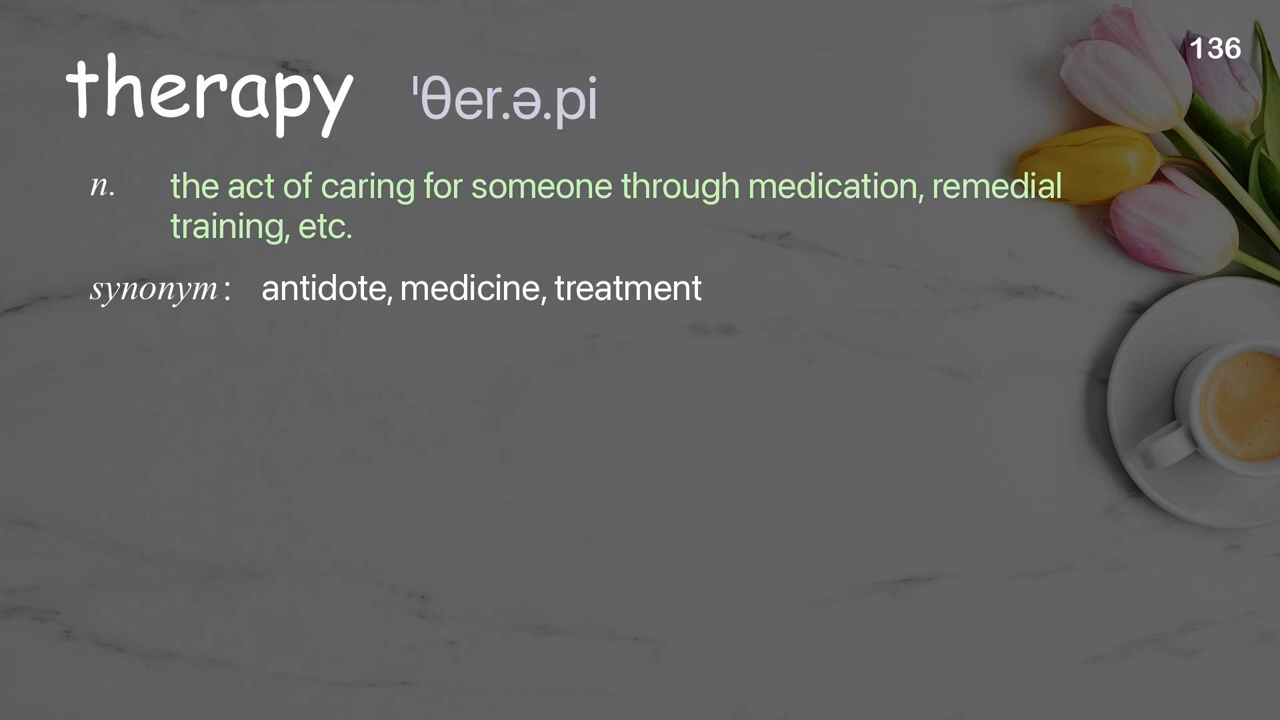 136
therapy ˈθer.ə.pi
n. the act of caring for someone through medication, remedial
training, etc.
synonym: antidote, medicine, treatment